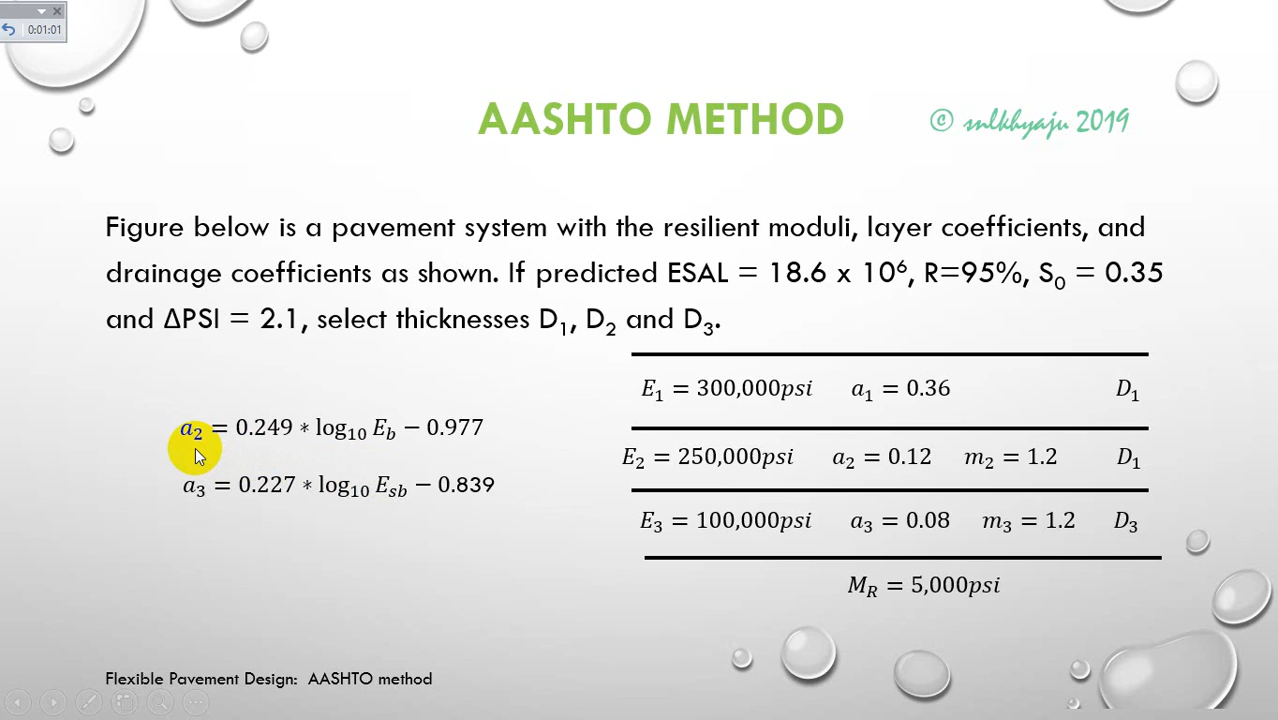 0:01:01
AASHTO METHOD
© snlkhyaju 2019
Figure below is a pavement system with the resilient moduli, layer coefficients, and
drainage coefficients as shown. If predicted ESAL = 18.6 x 10⁶, R=95%, S₀ = 0.35
and ΔPSI = 2.1, select thicknesses D₁, D₂ and D₃.
a₂ = 0.249 * log₁₀ E_b − 0.977
a₃ = 0.227 * log₁₀ E_sb − 0.839
E₁ = 300,000psi a₁ = 0.36 D₁
E₂ = 250,000psi a₂ = 0.12 m₂ = 1.2 D₁
E₃ = 100,000psi a₃ = 0.08 m₃ = 1.2 D₃
M_R = 5,000psi
Flexible Pavement Design: AASHTO method